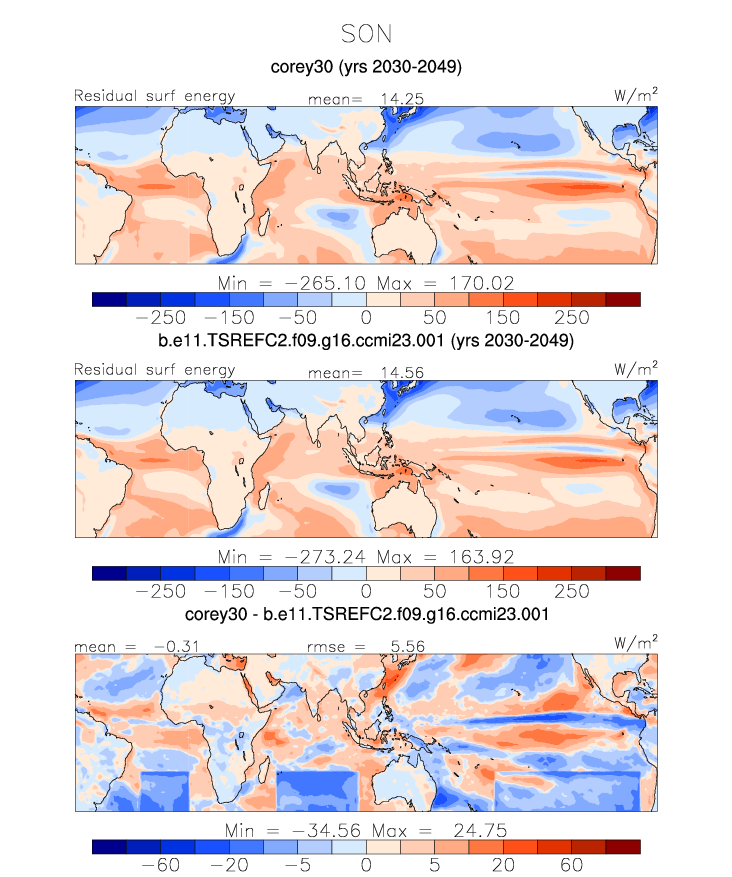 SON
corey30 (yrs 2030-2049)
Residual surf energy mean= 14.25 W/m²
Min = −265.10 Max = 170.02
−250 −150 −50 0 50 150 250
b.e11.TSREFC2.f09.g16.ccmi23.001 (yrs 2030-2049)
Residual surf energy mean= 14.56 W/m²
Min = −273.24 Max = 163.92
−250 −150 −50 0 50 150 250
corey30 - b.e11.TSREFC2.f09.g16.ccmi23.001
mean = −0.31 rmse = 5.56 W/m²
Min = −34.56 Max = 24.75
−60 −20 −5 0 5 20 60